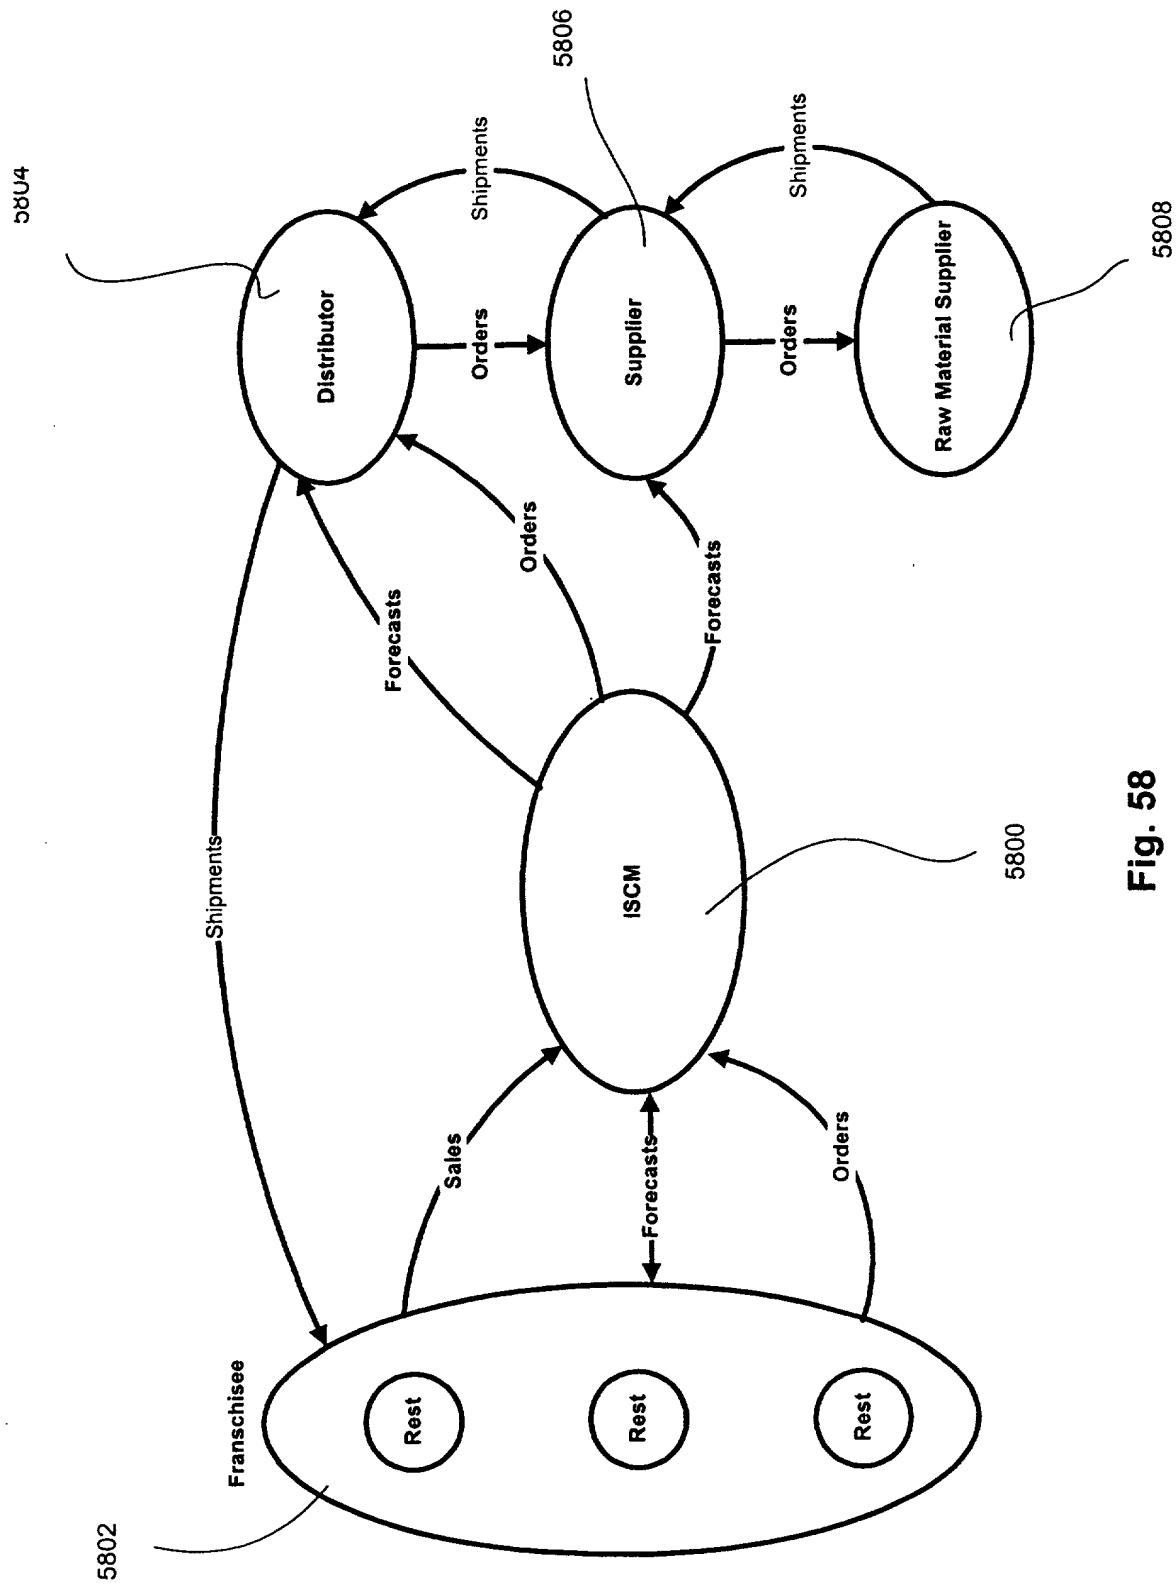 5804
5802
Shipments
Franschisee
Distributor
Forecasts
Rest
Sales
Orders
Shipments
Orders
5806
Rest
ISCM
Supplier
Forecasts
Forecasts
Orders
Shipments
Orders
Rest
Raw Material Supplier
5800
Fig. 58
5808